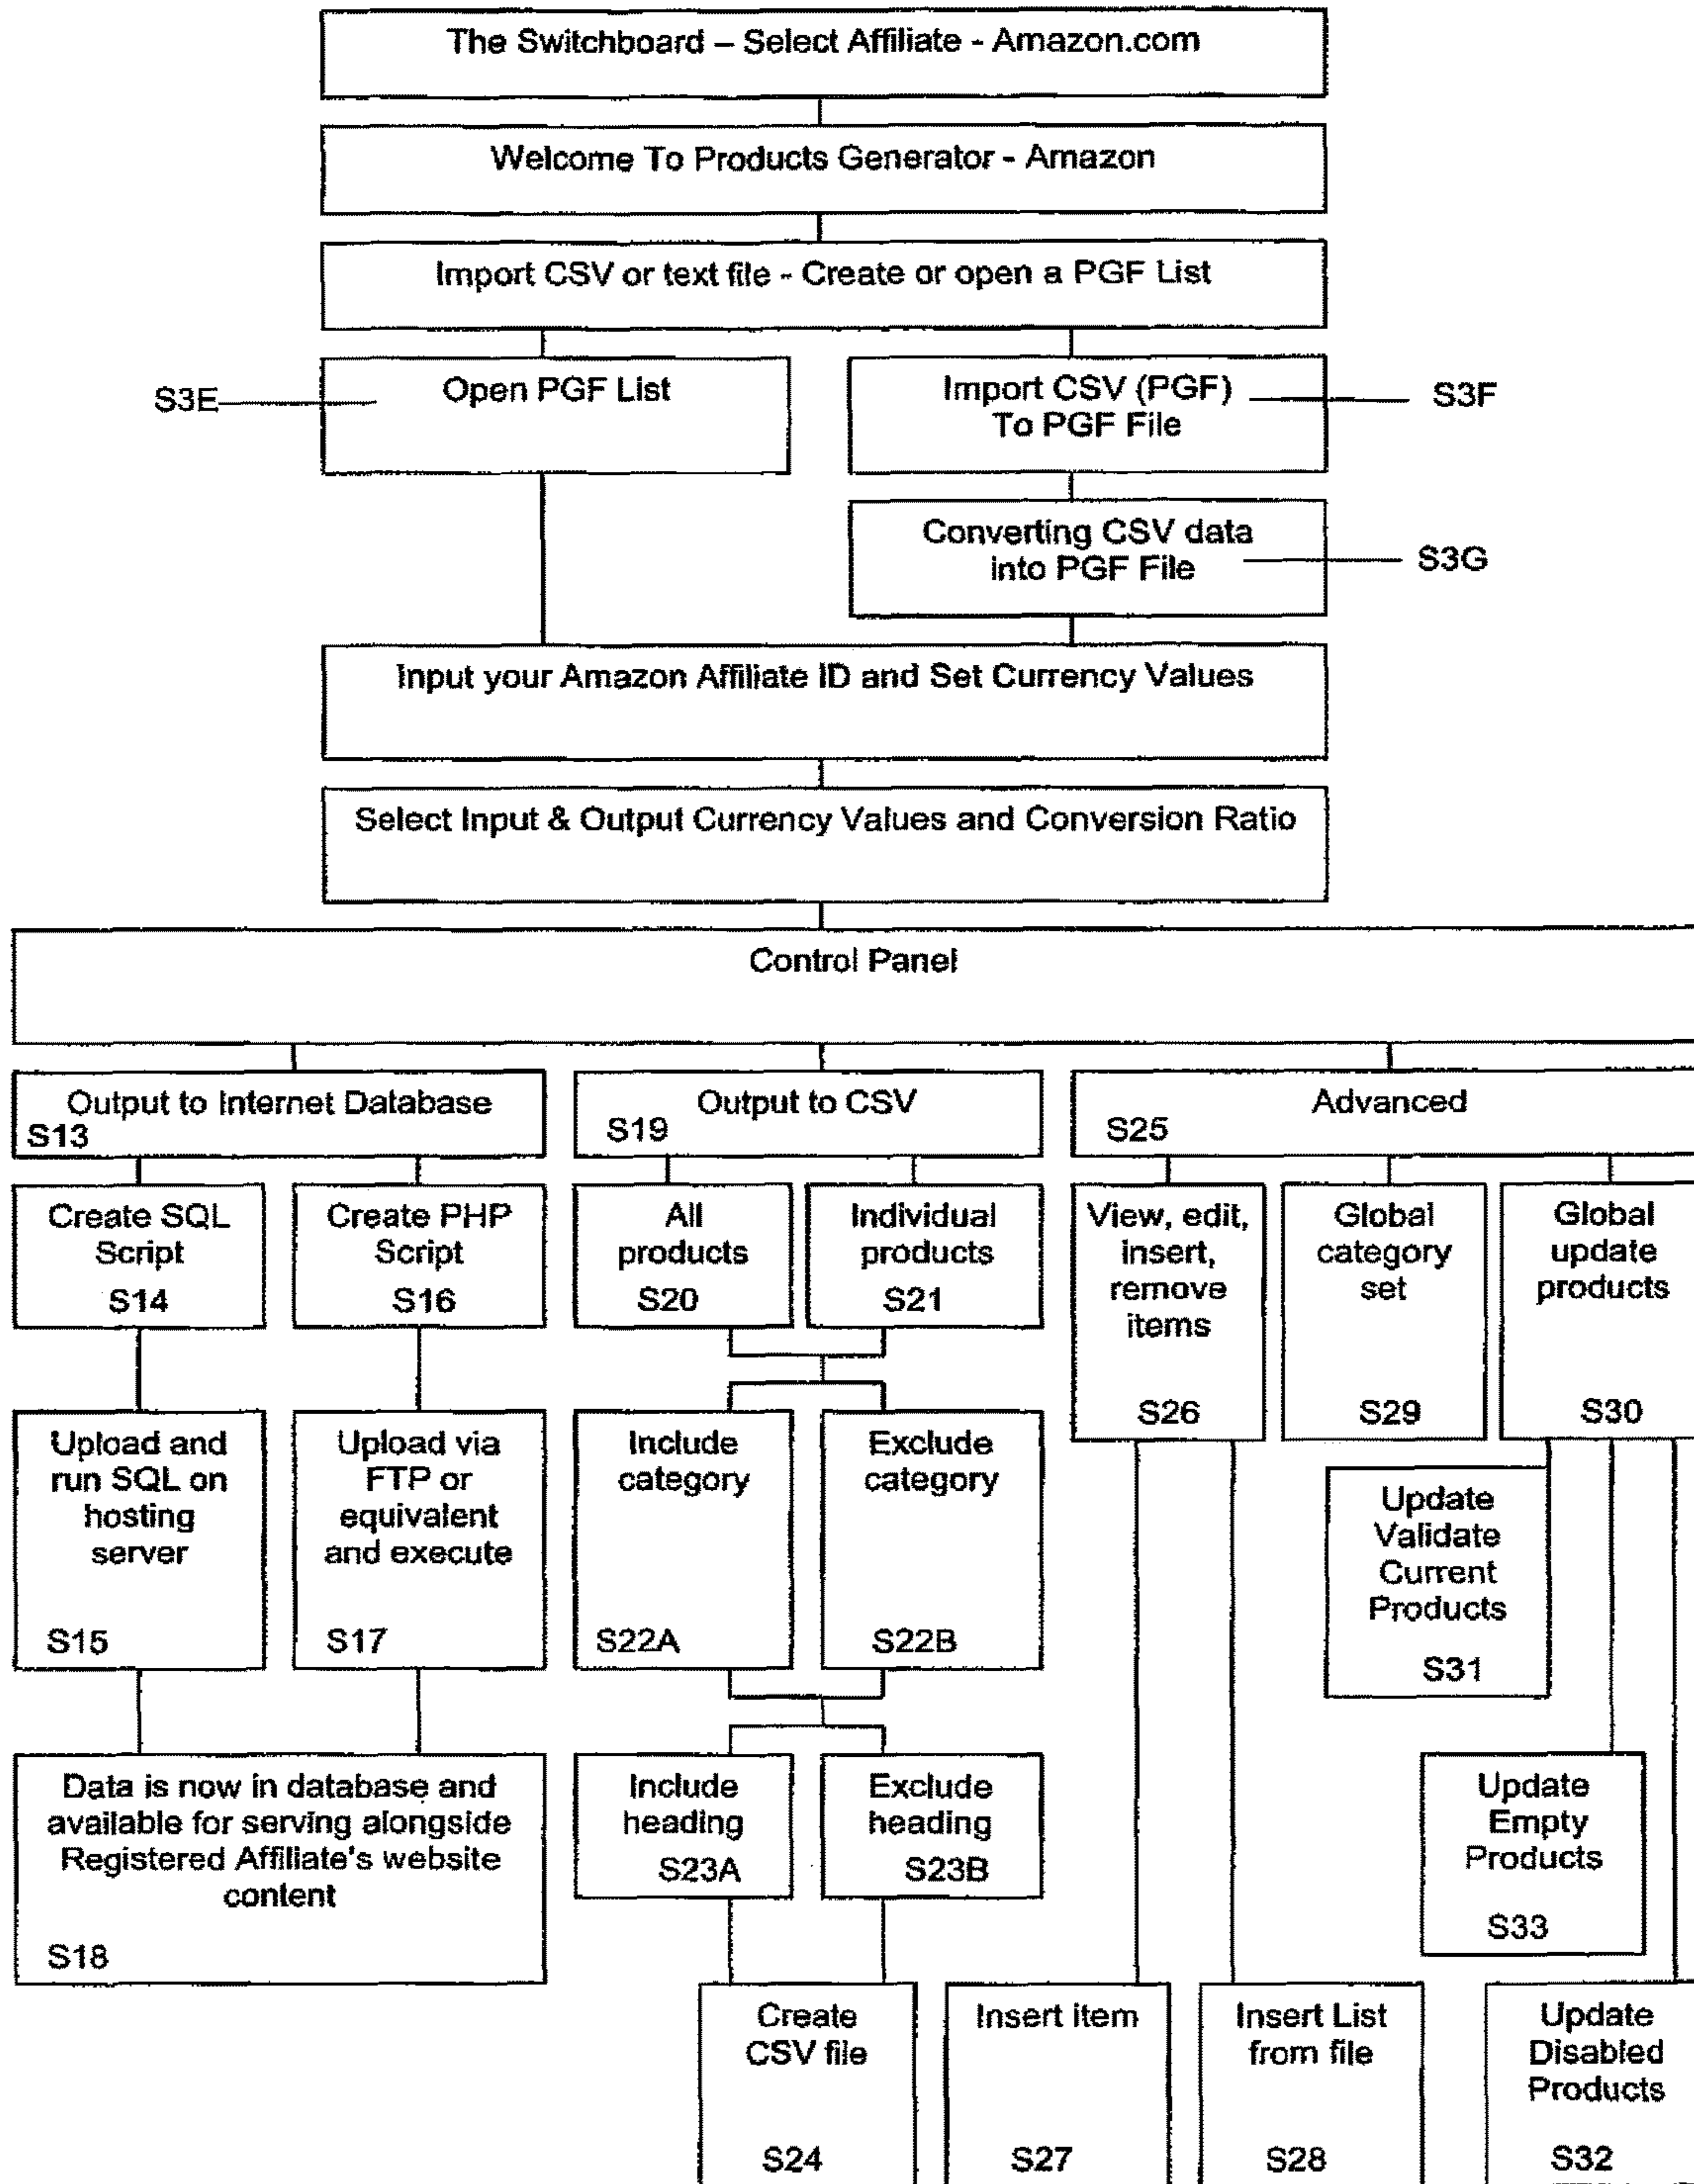 The Switchboard – Select Affiliate - Amazon.com
Welcome To Products Generator - Amazon
Import CSV or text file - Create or open a PGF List
S3E
Open PGF List
Import CSV (PGF)
To PGF File
S3F
Converting CSV data
into PGF File
S3G
Input your Amazon Affiliate ID and Set Currency Values
Select Input & Output Currency Values and Conversion Ratio
Control Panel
Output to Internet Database
S13
Output to CSV
S19
Advanced
S25
Create SQL
Script
S14
Create PHP
Script
S16
All
products
S20
Individual
products
S21
View, edit,
insert,
remove
items
S26
Global
category
set
S29
Global
update
products
S30
Upload and
run SQL on
hosting
server
S15
Upload via
FTP or
equivalent
and execute
S17
Include
category
S22A
Exclude
category
S22B
Update
Validate
Current
Products
S31
Data is now in database and
available for serving alongside
Registered Affiliate's website
content
S18
Include
heading
S23A
Exclude
heading
S23B
Update
Empty
Products
S33
Create
CSV file
S24
Insert item
S27
Insert List
from file
S28
Update
Disabled
Products
S32